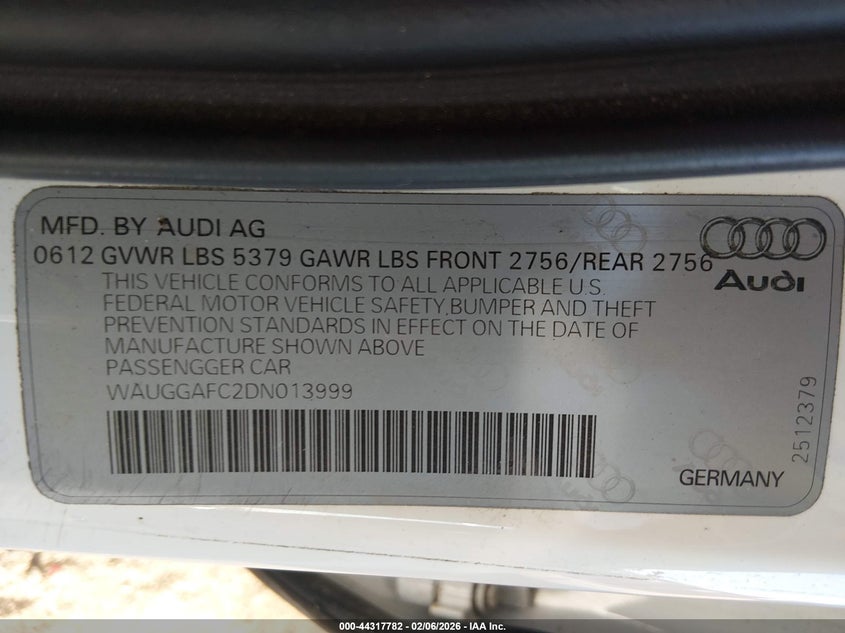 MFD. BY AUDI AG
0612 GVWR LBS 5379 GAWR LBS FRONT 2756/REAR 2756
Audi
THIS VEHICLE CONFORMS TO ALL APPLICABLE U.S.
FEDERAL MOTOR VEHICLE SAFETY,BUMPER AND THEFT
PREVENTION STANDARDS IN EFFECT ON THE DATE OF
MANUFACTURE SHOWN ABOVE
PASSENGGER CAR
WAUGGAFC2DN013999
2512379
GERMANY
000-44317782 - 02/06/2026 - IAA Inc.